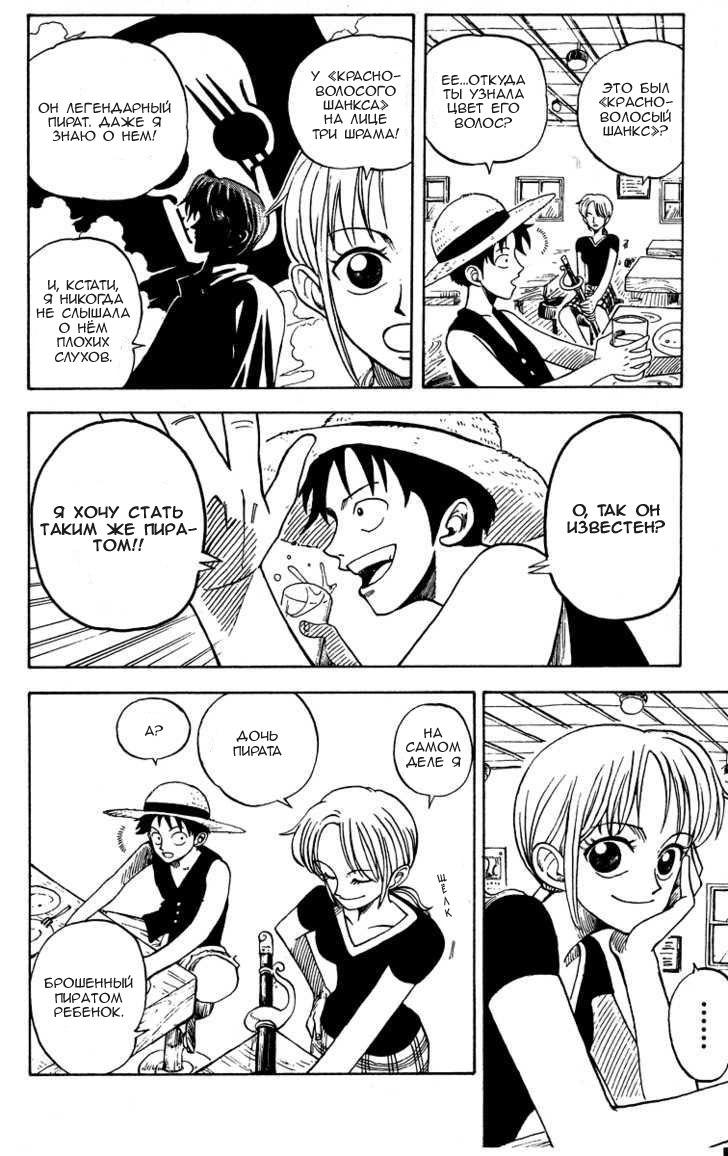 ЭТО БЫЛ
«КРАСНО-
ВОЛОСЫЙ
ШАНКС»?
ЕЕ...ОТКУДА
ТЫ УЗНАЛА
ЦВЕТ ЕГО
ВОЛОС?
У «КРАСНО-
ВОЛОСОГО
ШАНКСА»
НА ЛИЦЕ
ТРИ ШРАМА!
ОН ЛЕГЕНДАРНЫЙ
ПИРАТ. ДАЖЕ Я
ЗНАЮ О НЕМ!
И, КСТАТИ,
Я НИКОГДА
НЕ СЛЫШАЛА
О НЁМ
ПЛОХИХ
СЛУХОВ.
О, ТАК ОН
ИЗВЕСТЕН?
Я ХОЧУ СТАТЬ
ТАКИМ ЖЕ ПИРА-
ТОМ!!
......
НА
САМОМ
ДЕЛЕ Я
ДОЧЬ
ПИРАТА
А?
ЩЁЛК
БРОШЕННЫЙ
ПИРАТОМ
РЕБЕНОК.